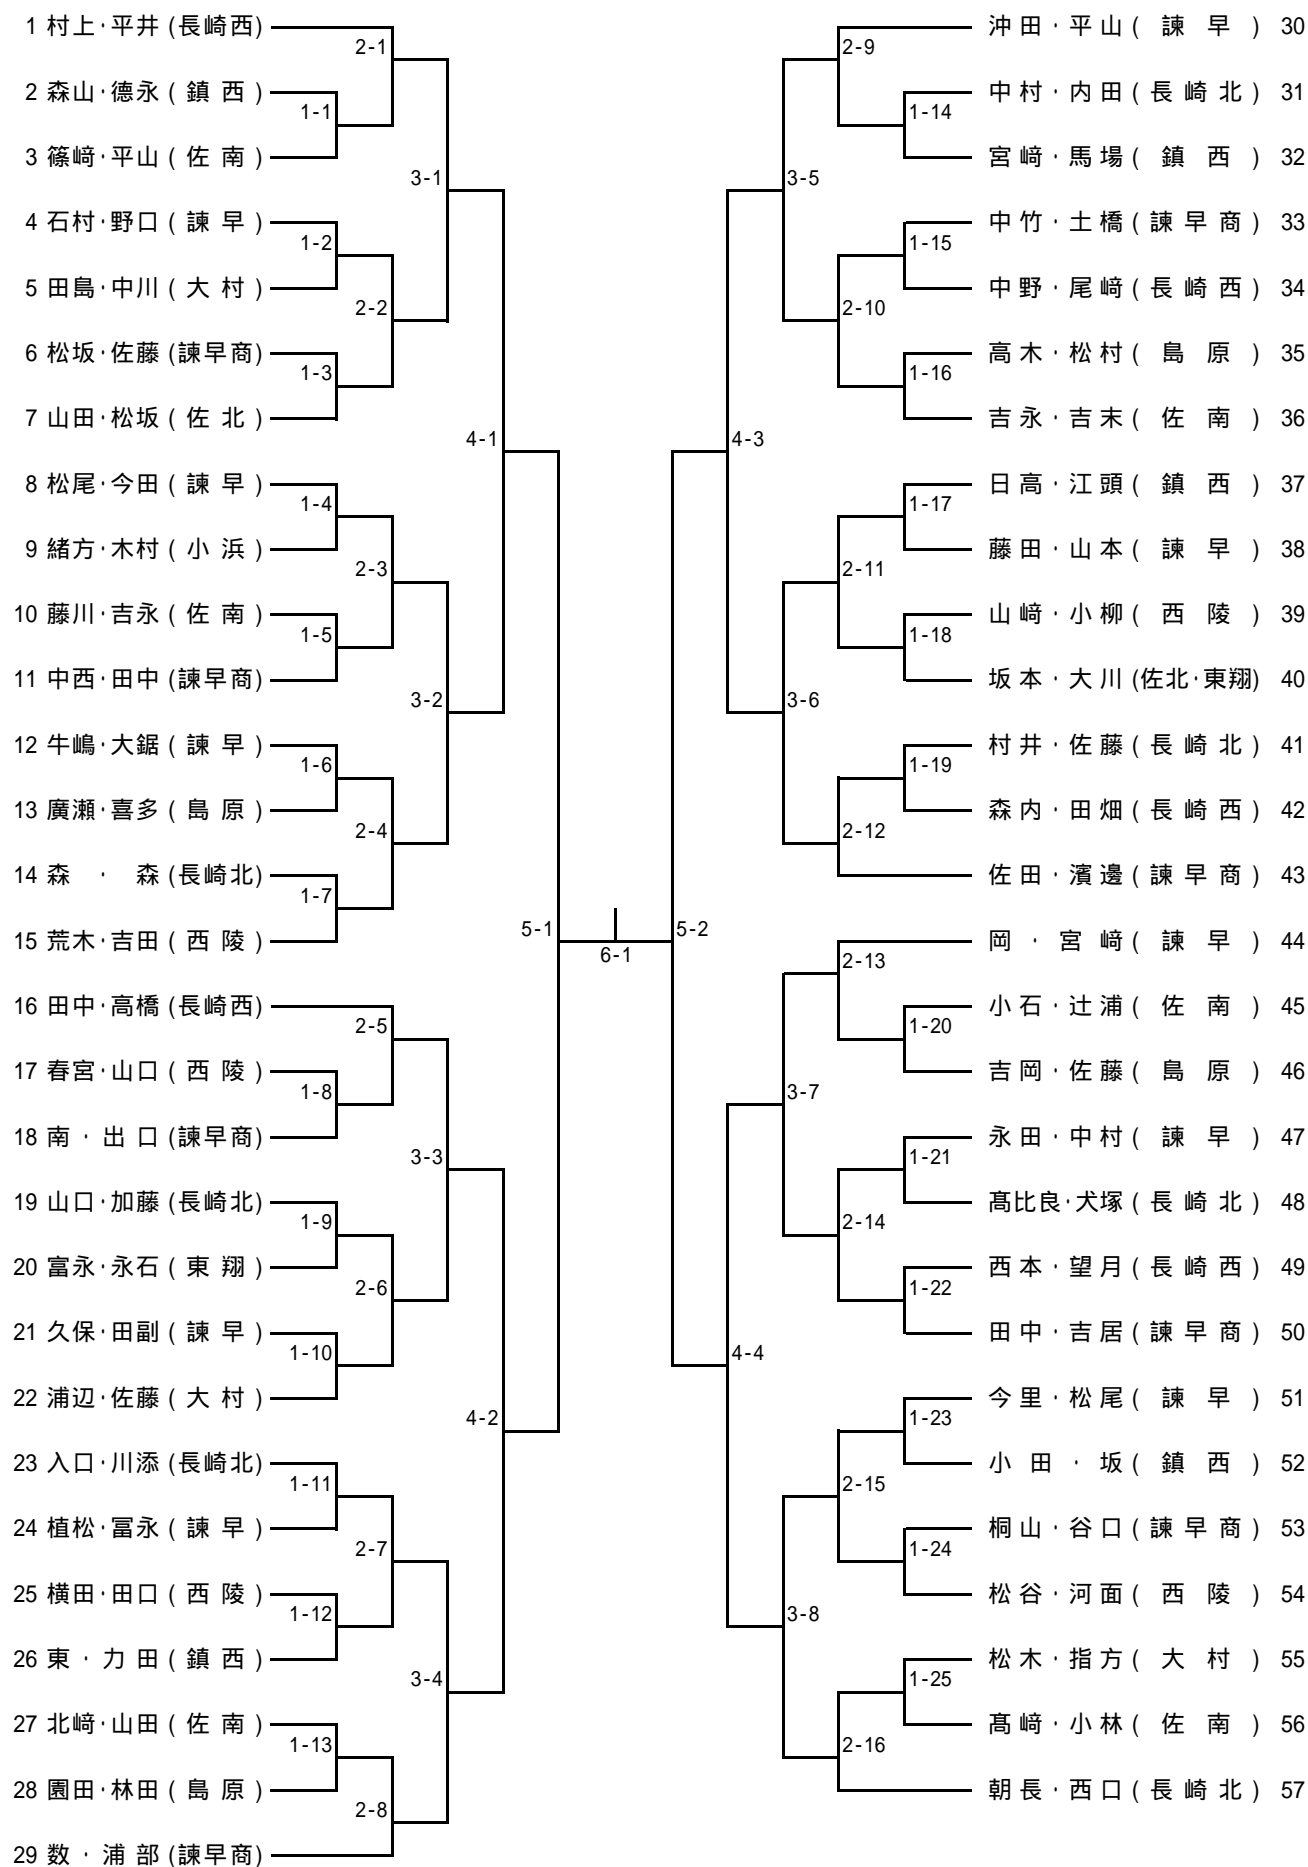 1 村上・平井 (長崎西)
2-1
2 森山・德永 ( 鎮 西 )
1-1
3 篠﨑・平山 ( 佐 南 )
3-1
4 石村・野口 ( 諫 早 )
1-2
5 田島・中川 ( 大 村 )
2-2
6 松坂・佐藤 (諫早商)
1-3
7 山田・松坂 ( 佐 北 )
4-1
8 松尾・今田 ( 諫 早 )
1-4
9 緒方・木村 ( 小 浜 )
2-3
10 藤川・吉永 ( 佐 南 )
1-5
11 中西・田中 (諫早商)
3-2
12 牛嶋・大鋸 ( 諫 早 )
1-6
13 廣瀬・喜多 ( 島 原 )
2-4
14 森 ・ 森 (長崎北)
1-7
15 荒木・吉田 ( 西 陵 )
5-1
6-1
16 田中・高橋 (長崎西)
2-5
17 春宮・山口 ( 西 陵 )
1-8
18 南 ・ 出 口 (諫早商)
3-3
19 山口・加藤 (長崎北)
1-9
20 富永・永石 ( 東 翔 )
2-6
21 久保・田副 ( 諫 早 )
1-10
22 浦辺・佐藤 ( 大 村 )
4-2
23 入口・川添 (長崎北)
1-11
24 植松・冨永 ( 諫 早 )
2-7
25 横田・田口 ( 西 陵 )
1-12
26 東 ・ 力 田 ( 鎮 西 )
3-4
27 北﨑・山田 ( 佐 南 )
1-13
28 園田・林田 ( 島 原 )
2-8
29 数 ・ 浦 部 (諫早商)
沖 田 ・ 平 山 ( 諫 早 ) 30
2-9
中 村 ・ 内 田 ( 長 崎 北 ) 31
1-14
宮 﨑 ・ 馬 場 ( 鎮 西 ) 32
3-5
中 竹 ・ 土 橋 ( 諫 早 商 ) 33
1-15
中 野 ・ 尾 﨑 ( 長 崎 西 ) 34
2-10
高 木 ・ 松 村 ( 島 原 ) 35
1-16
吉 永 ・ 吉 末 ( 佐 南 ) 36
4-3
日 高 ・ 江 頭 ( 鎮 西 ) 37
1-17
藤 田 ・ 山 本 ( 諫 早 ) 38
2-11
山 﨑 ・ 小 柳 ( 西 陵 ) 39
1-18
坂 本 ・ 大 川 (佐北・東翔) 40
3-6
村 井 ・ 佐 藤 ( 長 崎 北 ) 41
1-19
森 内 ・ 田 畑 ( 長 崎 西 ) 42
2-12
佐 田 ・ 濱 邊 ( 諫 早 商 ) 43
5-2
岡 ・ 宮 﨑 ( 諫 早 ) 44
2-13
小 石 ・ 辻 浦 ( 佐 南 ) 45
1-20
吉 岡 ・ 佐 藤 ( 島 原 ) 46
3-7
永 田 ・ 中 村 ( 諫 早 ) 47
1-21
髙比良・犬塚 ( 長 崎 北 ) 48
2-14
西 本 ・ 望 月 ( 長 崎 西 ) 49
1-22
田 中 ・ 吉 居 ( 諫 早 商 ) 50
4-4
今 里 ・ 松 尾 ( 諫 早 ) 51
1-23
小 田 ・ 坂 ( 鎮 西 ) 52
2-15
桐 山 ・ 谷 口 ( 諫 早 商 ) 53
1-24
松 谷 ・ 河 面 ( 西 陵 ) 54
3-8
松 木 ・ 指 方 ( 大 村 ) 55
1-25
髙 﨑 ・ 小 林 ( 佐 南 ) 56
2-16
朝 長 ・ 西 口 ( 長 崎 北 ) 57